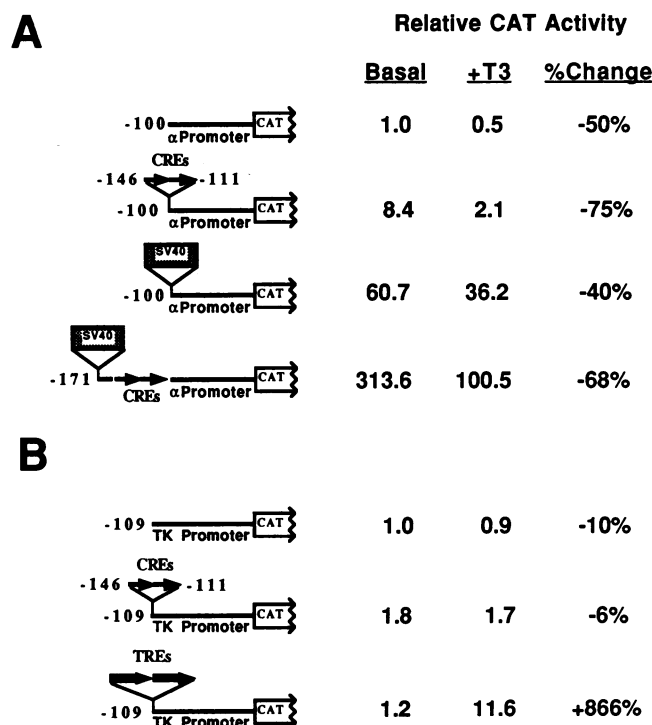 A
Relative CAT Activity
Basal +T3 %Change
-100 αPromoter CAT 1.0 0.5 -50%
CREs
-146 -111
-100 αPromoter CAT 8.4 2.1 -75%
SV40
-100 αPromoter CAT 60.7 36.2 -40%
SV40
-171 CREs αPromoter CAT 313.6 100.5 -68%
B
-109 TK Promoter CAT 1.0 0.9 -10%
CREs
-146 -111
-109 TK Promoter CAT 1.8 1.7 -6%
TREs
-109 TK Promoter CAT 1.2 11.6 +866%